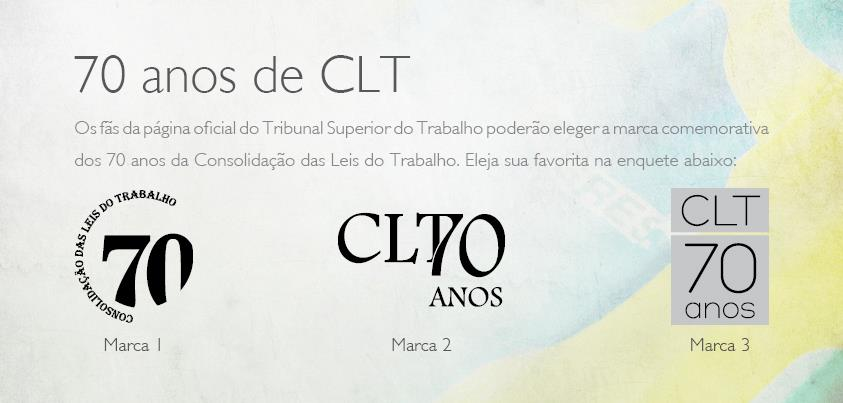 70 anos de CLT
Os fãs da página oficial do Tribunal Superior do Trabalho poderão eleger a marca comemorativa
dos 70 anos da Consolidação das Leis do Trabalho. Eleja sua favorita na enquete abaixo:
CONSOLIDAÇÃO DAS LEIS DO TRABALHO
70
Marca 1
CLT70
ANOS
Marca 2
CLT
70
anos
Marca 3